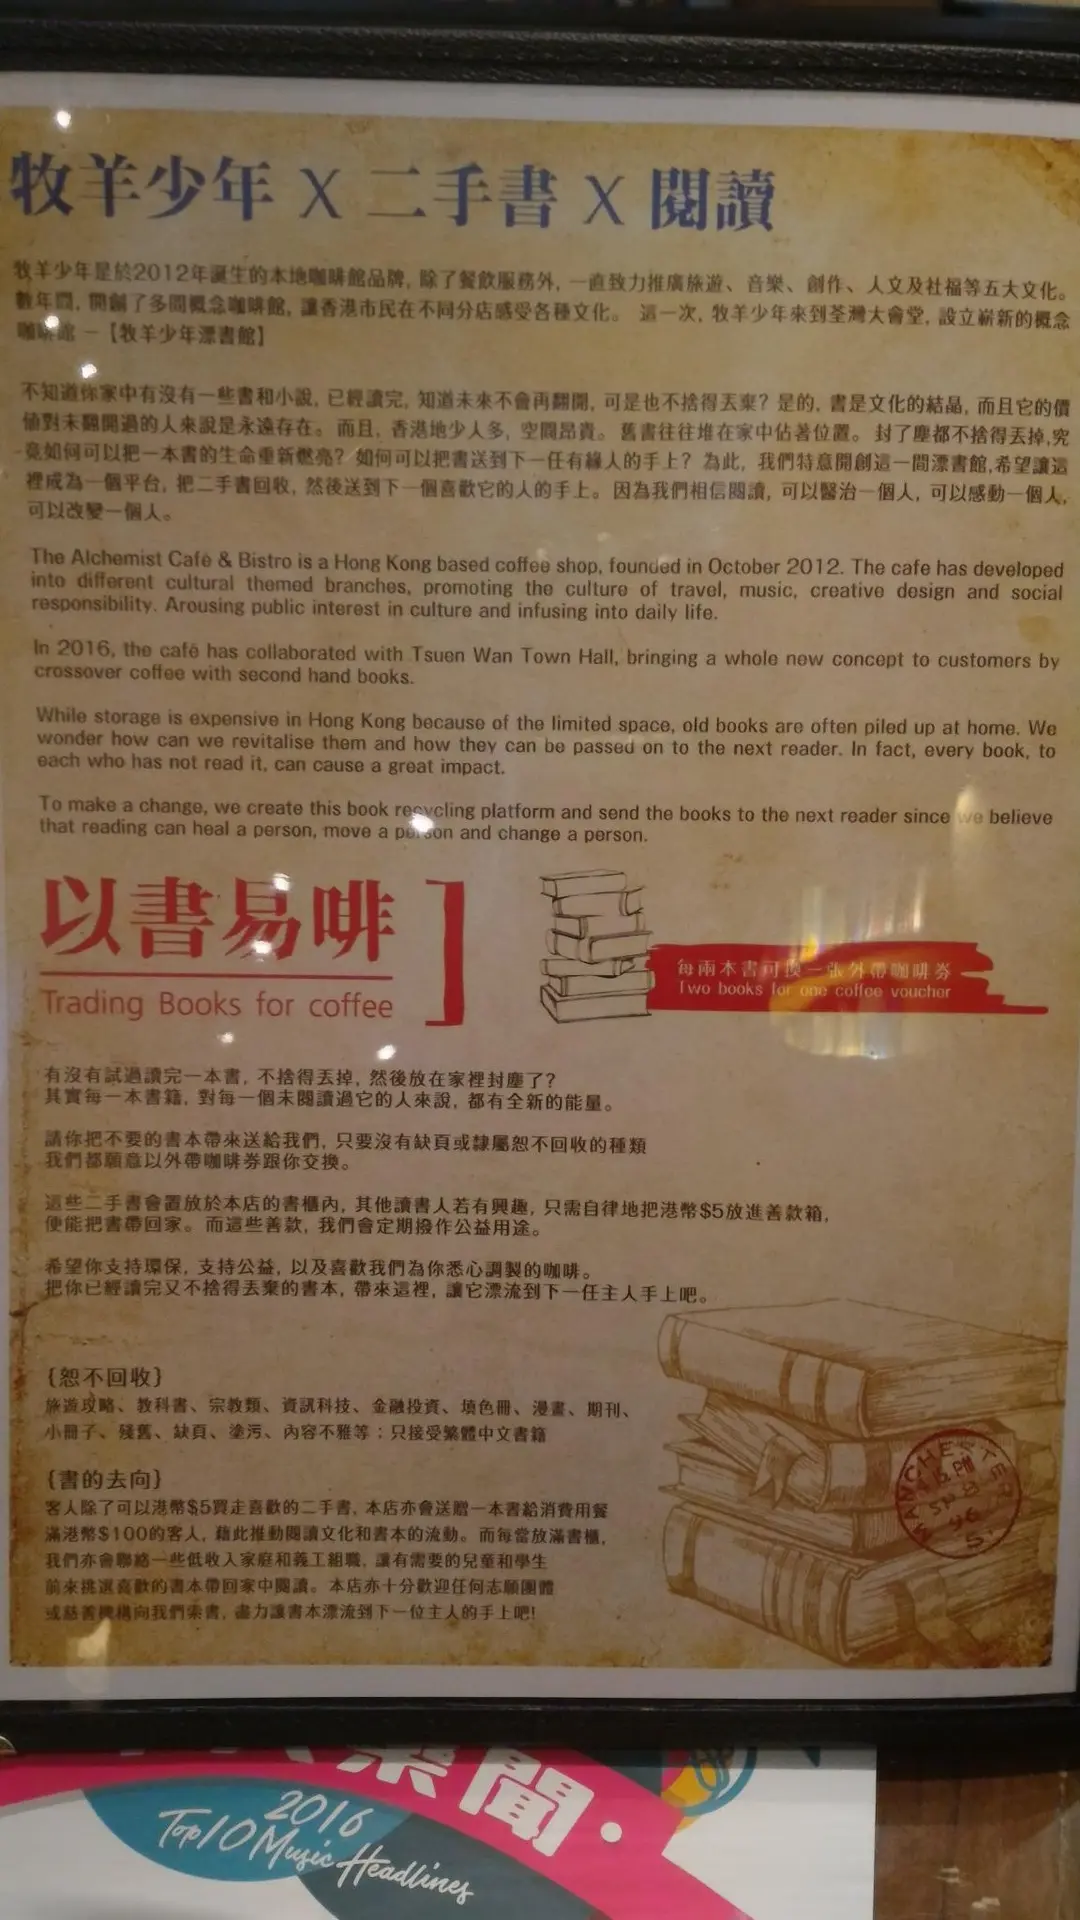 牧羊少年 X 二手書 X 閱讀
牧羊少年是於2012年誕生的本地咖啡館品牌, 除了餐飲服務外, 一直致力推廣旅遊、音樂、創作、人文及社福等五大文化。
數年間, 開創了多間概念咖啡館, 讓香港市民在不同分店感受各種文化。 這一次, 牧羊少年來到荃灣大會堂, 設立嶄新的概念
咖啡館 –【牧羊少年漂書館】
不知道你家中有沒有一些書和小說, 已經讀完, 知道未來不會再翻開, 可是也不捨得丟棄? 是的, 書是文化的結晶, 而且它的價
值對未翻開過的人來說是永遠存在。 而且, 香港地少人多, 空間昂貴。 舊書往往堆在家中佔著位置。 封了塵都不捨得丟掉,究
竟如何可以把一本書的生命重新燃亮? 如何可以把書送到下一任有緣人的手上? 為此, 我們特意開創這一間漂書館,希望讓這
裡成為一個平台, 把二手書回收, 然後送到下一個喜歡它的人的手上。因為我們相信閱讀, 可以醫治一個人, 可以感動一個人,
可以改變一個人。
The Alchemist Café & Bistro is a Hong Kong based coffee shop, founded in October 2012. The cafe has developed
into different cultural themed branches, promoting the culture of travel, music, creative design and social
responsibility. Arousing public interest in culture and infusing into daily life.
In 2016, the café has collaborated with Tsuen Wan Town Hall, bringing a whole new concept to customers by
crossover coffee with second hand books.
While storage is expensive in Hong Kong because of the limited space, old books are often piled up at home. We
wonder how can we revitalise them and how they can be passed on to the next reader. In fact, every book, to
each who has not read it, can cause a great impact.
To make a change, we create this book recycling platform and send the books to the next reader since we believe
that reading can heal a person, move a person and change a person.
以書易啡
Trading Books for coffee
每兩本書可換一張外帶咖啡券
Two books for one coffee voucher
有沒有試過讀完一本書, 不捨得丟掉, 然後放在家裡封塵了?
其實每一本書籍, 對每一個未閱讀過它的人來說, 都有全新的能量。
請你把不要的書本帶來送給我們, 只要沒有缺頁或隸屬恕不回收的種類
我們都願意以外帶咖啡券跟你交換。
這些二手書會置放於本店的書櫃內, 其他讀書人若有興趣, 只需自律地把港幣$5放進善款箱,
便能把書帶回家。 而這些善款, 我們會定期撥作公益用途。
希望你支持環保, 支持公益, 以及喜歡我們為你悉心調製的咖啡。
把你已經讀完又不捨得丟棄的書本, 帶來這裡, 讓它漂流到下一任主人手上吧。
{恕不回收}
旅遊攻略、教科書、宗教類、資訊科技、金融投資、填色冊、漫畫、期刊、
小冊子、殘舊、缺頁、塗污、內容不雅等；只接受繁體中文書籍
{書的去向}
客人除了可以港幣$5買走喜歡的二手書, 本店亦會送贈一本書給消費用餐
滿港幣$100的客人, 藉此推動閱讀文化和書本的流動。而每當放滿書櫃,
我們亦會聯絡一些低收入家庭和義工組職, 讓有需要的兒童和學生
前來挑選喜歡的書本帶回家中閱讀。本店亦十分歡迎任何志願團體
或慈善機構向我們索書, 盡力讓書本漂流到下一位主人的手上吧!
MANCHESTER
樂聞
2016
Top10 Music Headlines